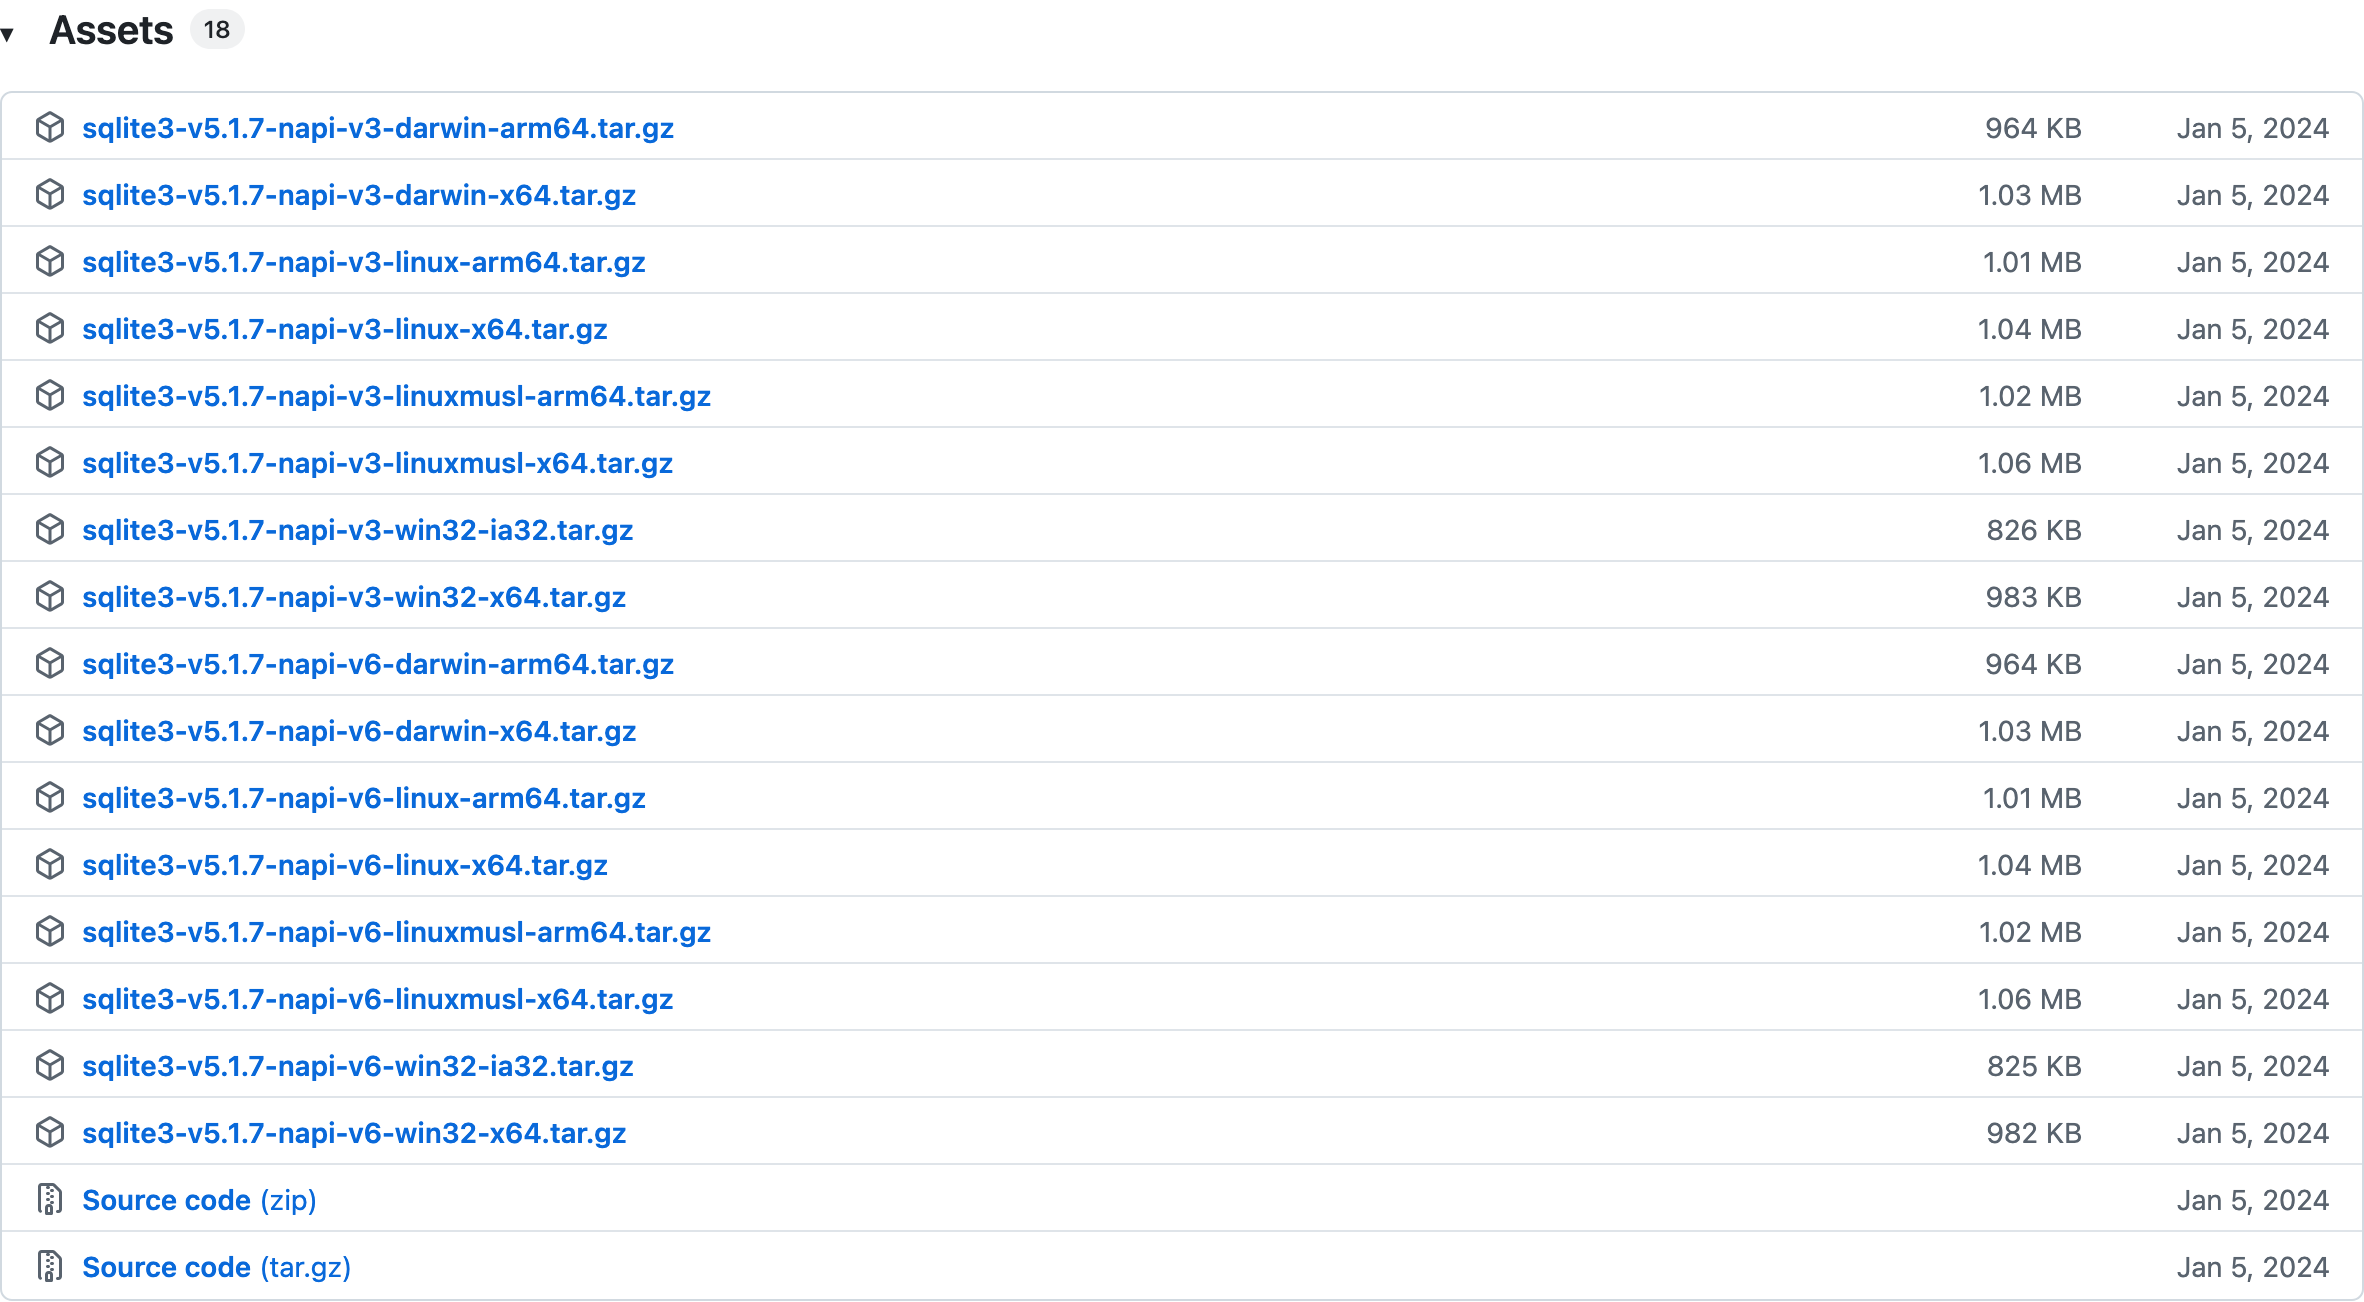 Assets 18
sqlite3-v5.1.7-napi-v3-darwin-arm64.tar.gz 964 KB Jan 5, 2024
sqlite3-v5.1.7-napi-v3-darwin-x64.tar.gz 1.03 MB Jan 5, 2024
sqlite3-v5.1.7-napi-v3-linux-arm64.tar.gz 1.01 MB Jan 5, 2024
sqlite3-v5.1.7-napi-v3-linux-x64.tar.gz 1.04 MB Jan 5, 2024
sqlite3-v5.1.7-napi-v3-linuxmusl-arm64.tar.gz 1.02 MB Jan 5, 2024
sqlite3-v5.1.7-napi-v3-linuxmusl-x64.tar.gz 1.06 MB Jan 5, 2024
sqlite3-v5.1.7-napi-v3-win32-ia32.tar.gz 826 KB Jan 5, 2024
sqlite3-v5.1.7-napi-v3-win32-x64.tar.gz 983 KB Jan 5, 2024
sqlite3-v5.1.7-napi-v6-darwin-arm64.tar.gz 964 KB Jan 5, 2024
sqlite3-v5.1.7-napi-v6-darwin-x64.tar.gz 1.03 MB Jan 5, 2024
sqlite3-v5.1.7-napi-v6-linux-arm64.tar.gz 1.01 MB Jan 5, 2024
sqlite3-v5.1.7-napi-v6-linux-x64.tar.gz 1.04 MB Jan 5, 2024
sqlite3-v5.1.7-napi-v6-linuxmusl-arm64.tar.gz 1.02 MB Jan 5, 2024
sqlite3-v5.1.7-napi-v6-linuxmusl-x64.tar.gz 1.06 MB Jan 5, 2024
sqlite3-v5.1.7-napi-v6-win32-ia32.tar.gz 825 KB Jan 5, 2024
sqlite3-v5.1.7-napi-v6-win32-x64.tar.gz 982 KB Jan 5, 2024
Source code (zip) Jan 5, 2024
Source code (tar.gz) Jan 5, 2024